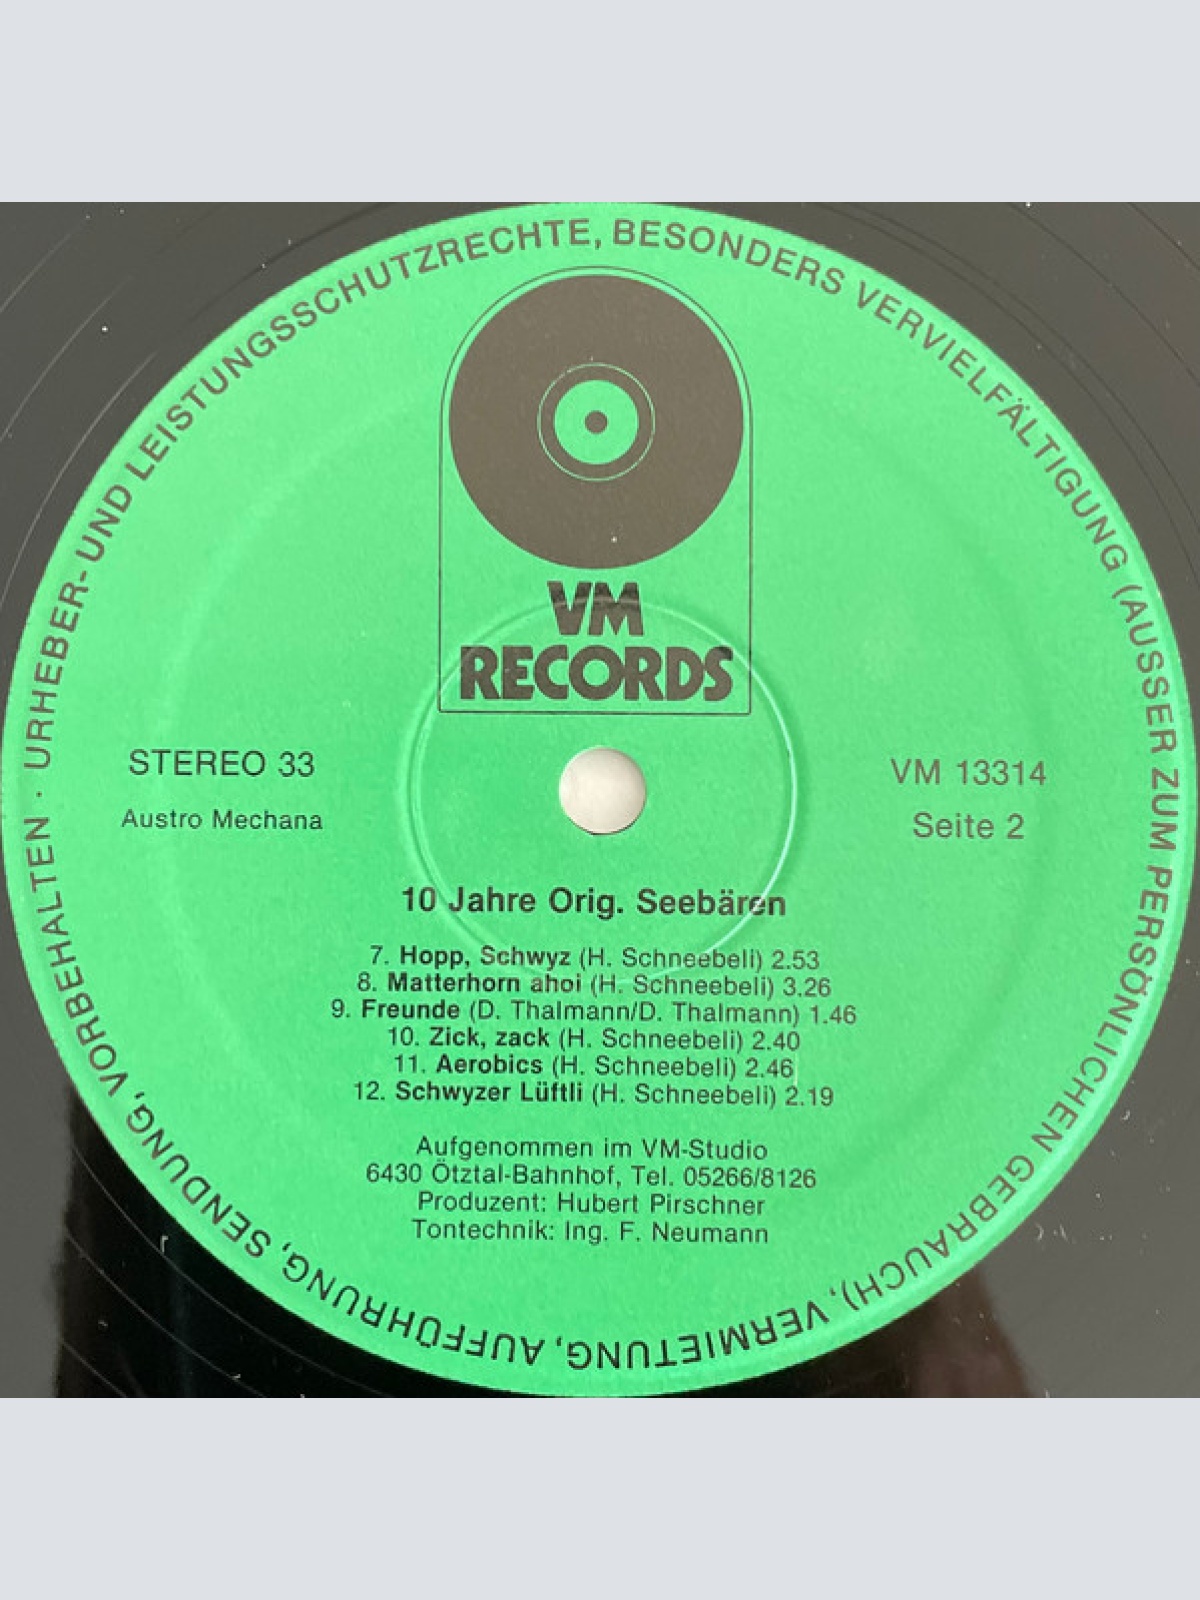 URHEBER- UND LEISTUNGSSCHUTZRECHTE, BESONDERS VERVIELFÄLTIGUNG (AUSSER ZUM PERSÖNLICHEN GEBRAUCH), VERMIETUNG, AUFFÜHRUNG, SENDUNG, VORBEHALTEN ·
VM
RECORDS
STEREO 33
Austro Mechana
VM 13314
Seite 2
10 Jahre Orig. Seebären
7. Hopp, Schwyz (H. Schneebeli) 2.53
8. Matterhorn ahoi (H. Schneebeli) 3.26
9. Freunde (D. Thalmann/D. Thalmann) 1.46
10. Zick, zack (H. Schneebeli) 2.40
11. Aerobics (H. Schneebeli) 2.46
12. Schwyzer Lüftli (H. Schneebeli) 2.19
Aufgenommen im VM-Studio
6430 Ötztal-Bahnhof, Tel. 05266/8126
Produzent: Hubert Pirschner
Tontechnik: Ing. F. Neumann